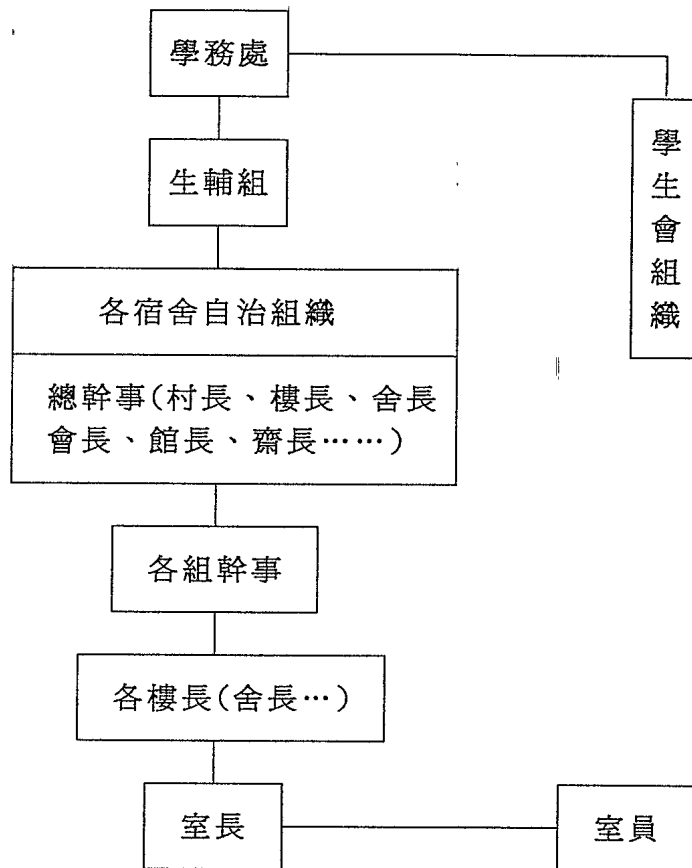 學務處
學生會組織
生輔組
各宿舍自治組織
總幹事(村長、樓長、舍長
會長、館長、齋長……)
各組幹事
各樓長(舍長…)
室長
室員